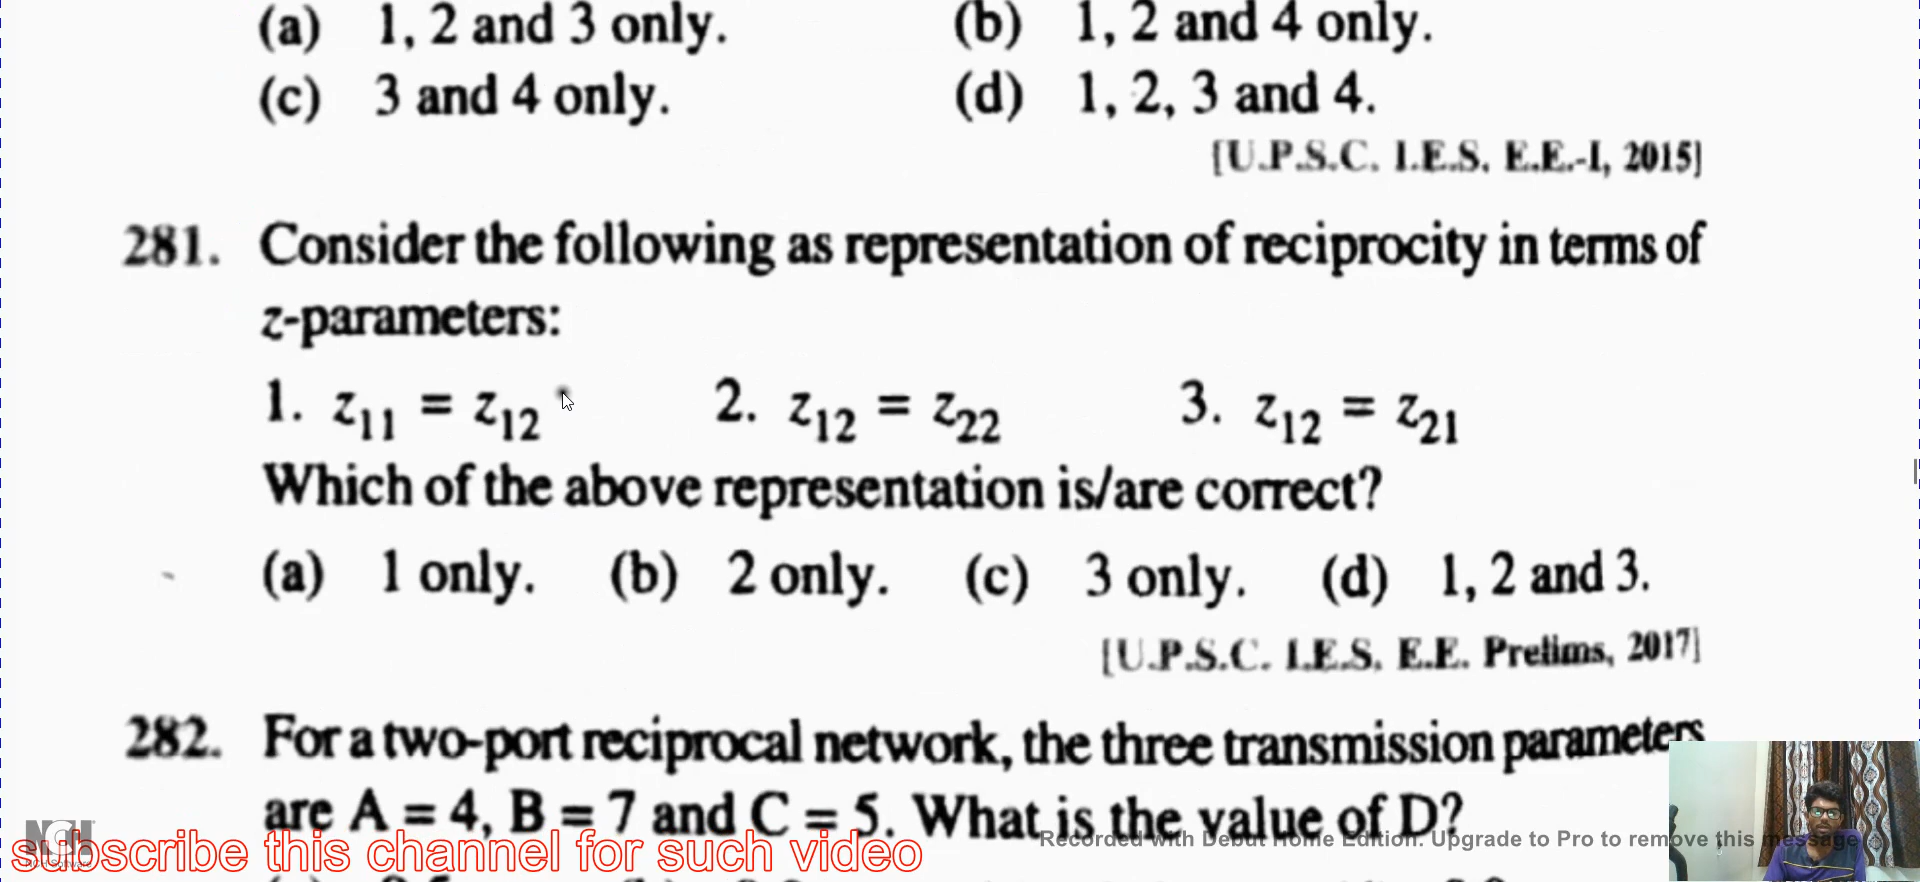 (a) 1, 2 and 3 only. (b) 1, 2 and 4 only.
(c) 3 and 4 only. (d) 1, 2, 3 and 4.
[U.P.S.C. I.E.S. E.E.-I, 2015]
281. Consider the following as representation of reciprocity in terms of
z-parameters:
1. z11 = z12 2. z12 = z22 3. z12 = z21
Which of the above representation is/are correct?
(a) 1 only. (b) 2 only. (c) 3 only. (d) 1, 2 and 3.
[U.P.S.C. I.E.S. E.E. Prelims, 2017]
282. For a two-port reciprocal network, the three transmission parameters
are A = 4, B = 7 and C = 5. What is the value of D?
NCH
NCH Software
subscribe this channel for such video
Recorded with Debut Home Edition. Upgrade to Pro to remove this message